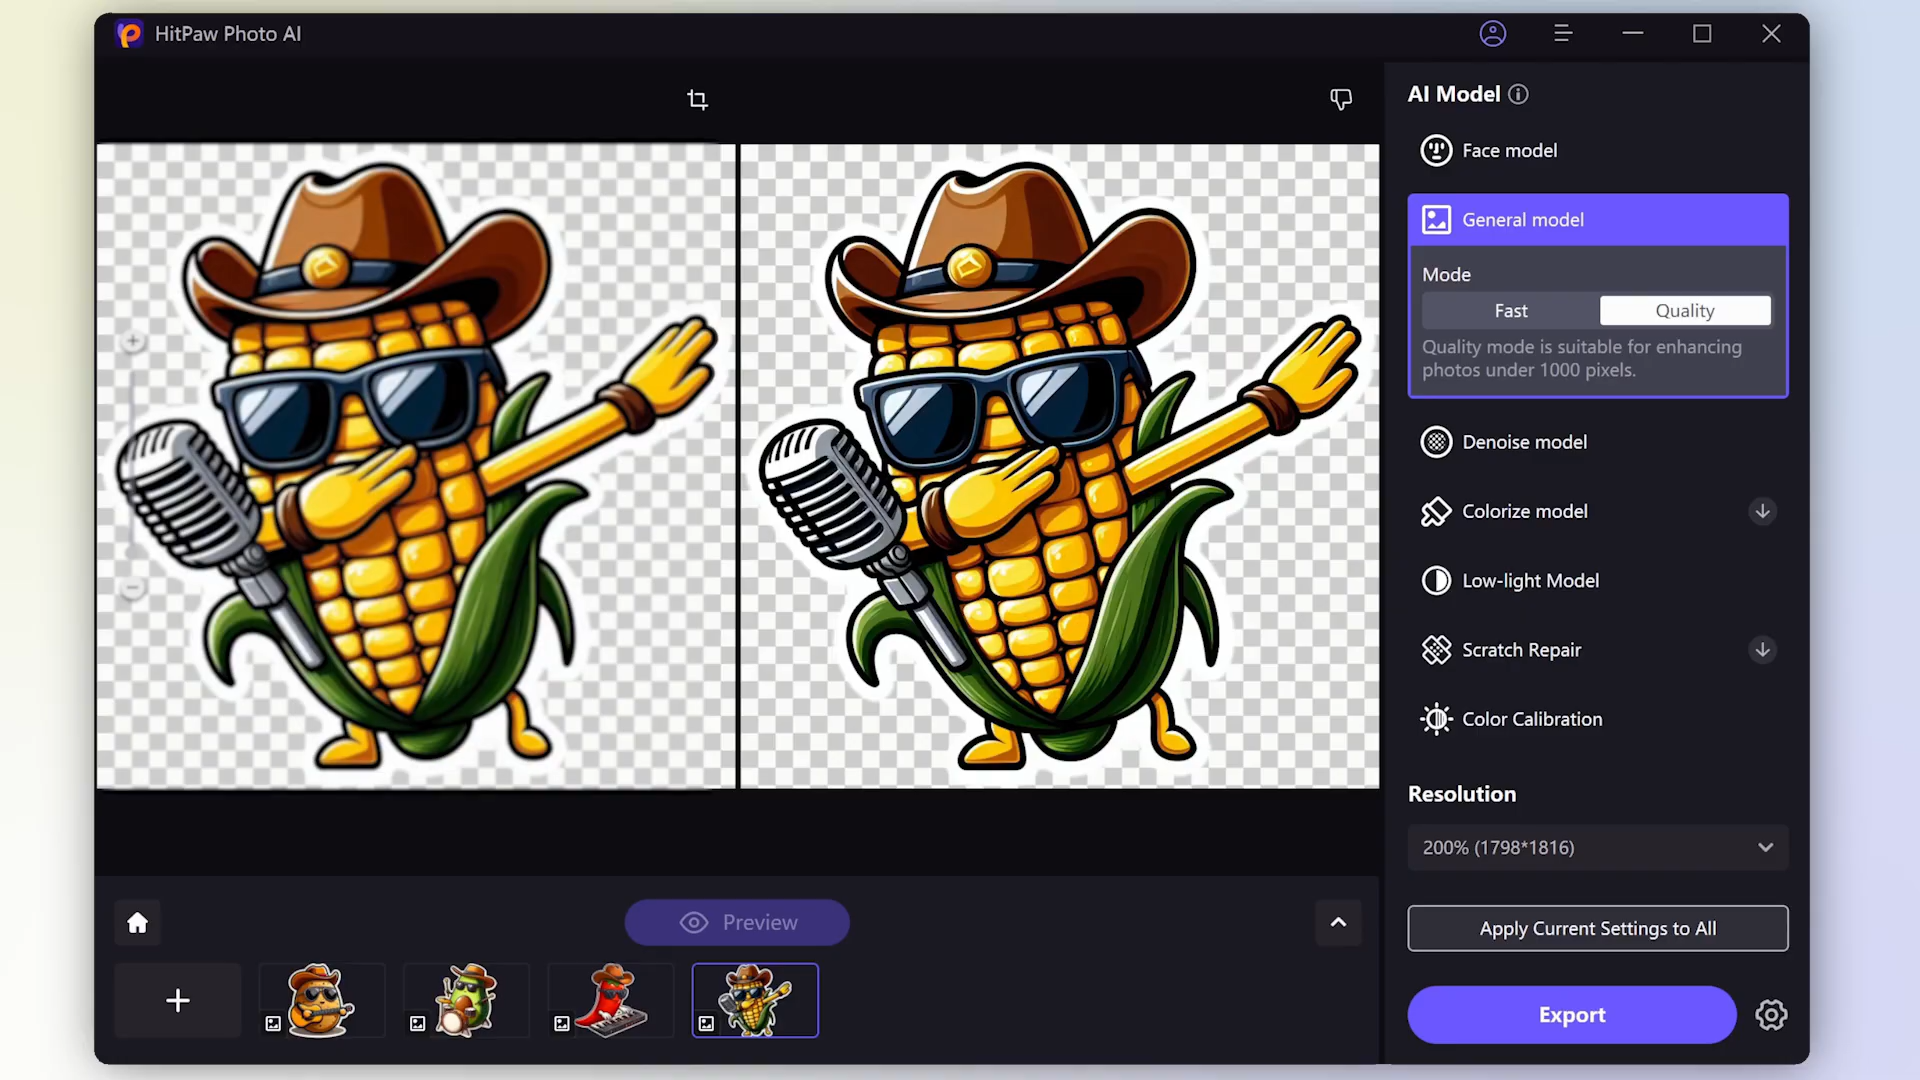 HitPaw Photo AI
AI Model
Face model
General model
Mode
Fast
Quality
Quality mode is suitable for enhancing
photos under 1000 pixels.
Denoise model
Colorize model
Low-light Model
Scratch Repair
Color Calibration
Resolution
200% (1798*1816)
Preview
Apply Current Settings to All
Export